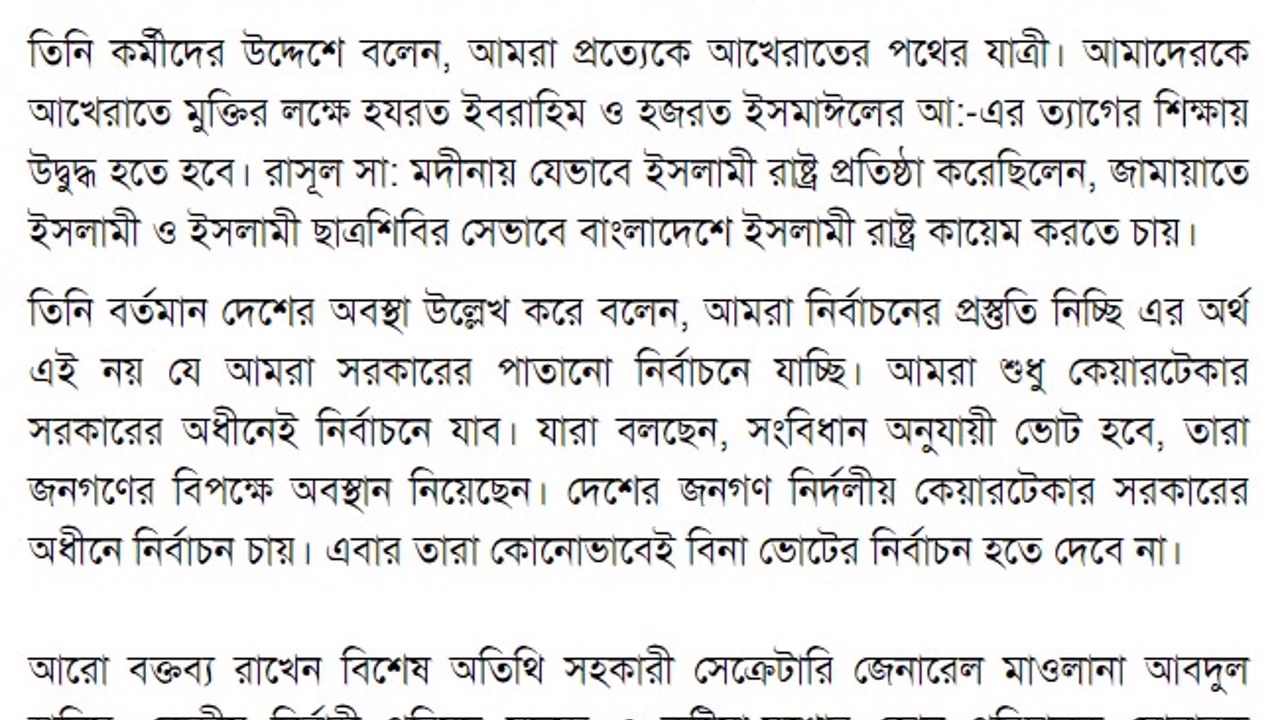 তিনি কর্মীদের উদ্দেশে বলেন, আমরা প্রত্যেকে আখেরাতের পথের যাত্রী। আমাদেরকে
আখেরাতে মুক্তির লক্ষে হযরত ইবরাহিম ও হজরত ইসমাঈলের আ:-এর ত্যাগের শিক্ষায়
উদ্বুদ্ধ হতে হবে। রাসূল সা: মদীনায় যেভাবে ইসলামী রাষ্ট্র প্রতিষ্ঠা করেছিলেন, জামায়াতে
ইসলামী ও ইসলামী ছাত্রশিবির সেভাবে বাংলাদেশে ইসলামী রাষ্ট্র কায়েম করতে চায়।
তিনি বর্তমান দেশের অবস্থা উল্লেখ করে বলেন, আমরা নির্বাচনের প্রস্তুতি নিচ্ছি এর অর্থ
এই নয় যে আমরা সরকারের পাতানো নির্বাচনে যাচ্ছি। আমরা শুধু কেয়ারটেকার
সরকারের অধীনেই নির্বাচনে যাব। যারা বলছেন, সংবিধান অনুযায়ী ভোট হবে, তারা
জনগণের বিপক্ষে অবস্থান নিয়েছেন। দেশের জনগণ নির্দলীয় কেয়ারটেকার সরকারের
অধীনে নির্বাচন চায়। এবার তারা কোনোভাবেই বিনা ভোটের নির্বাচন হতে দেবে না।
আরো বক্তব্য রাখেন বিশেষ অতিথি সহকারী সেক্রেটারি জেনারেল মাওলানা আবদুল